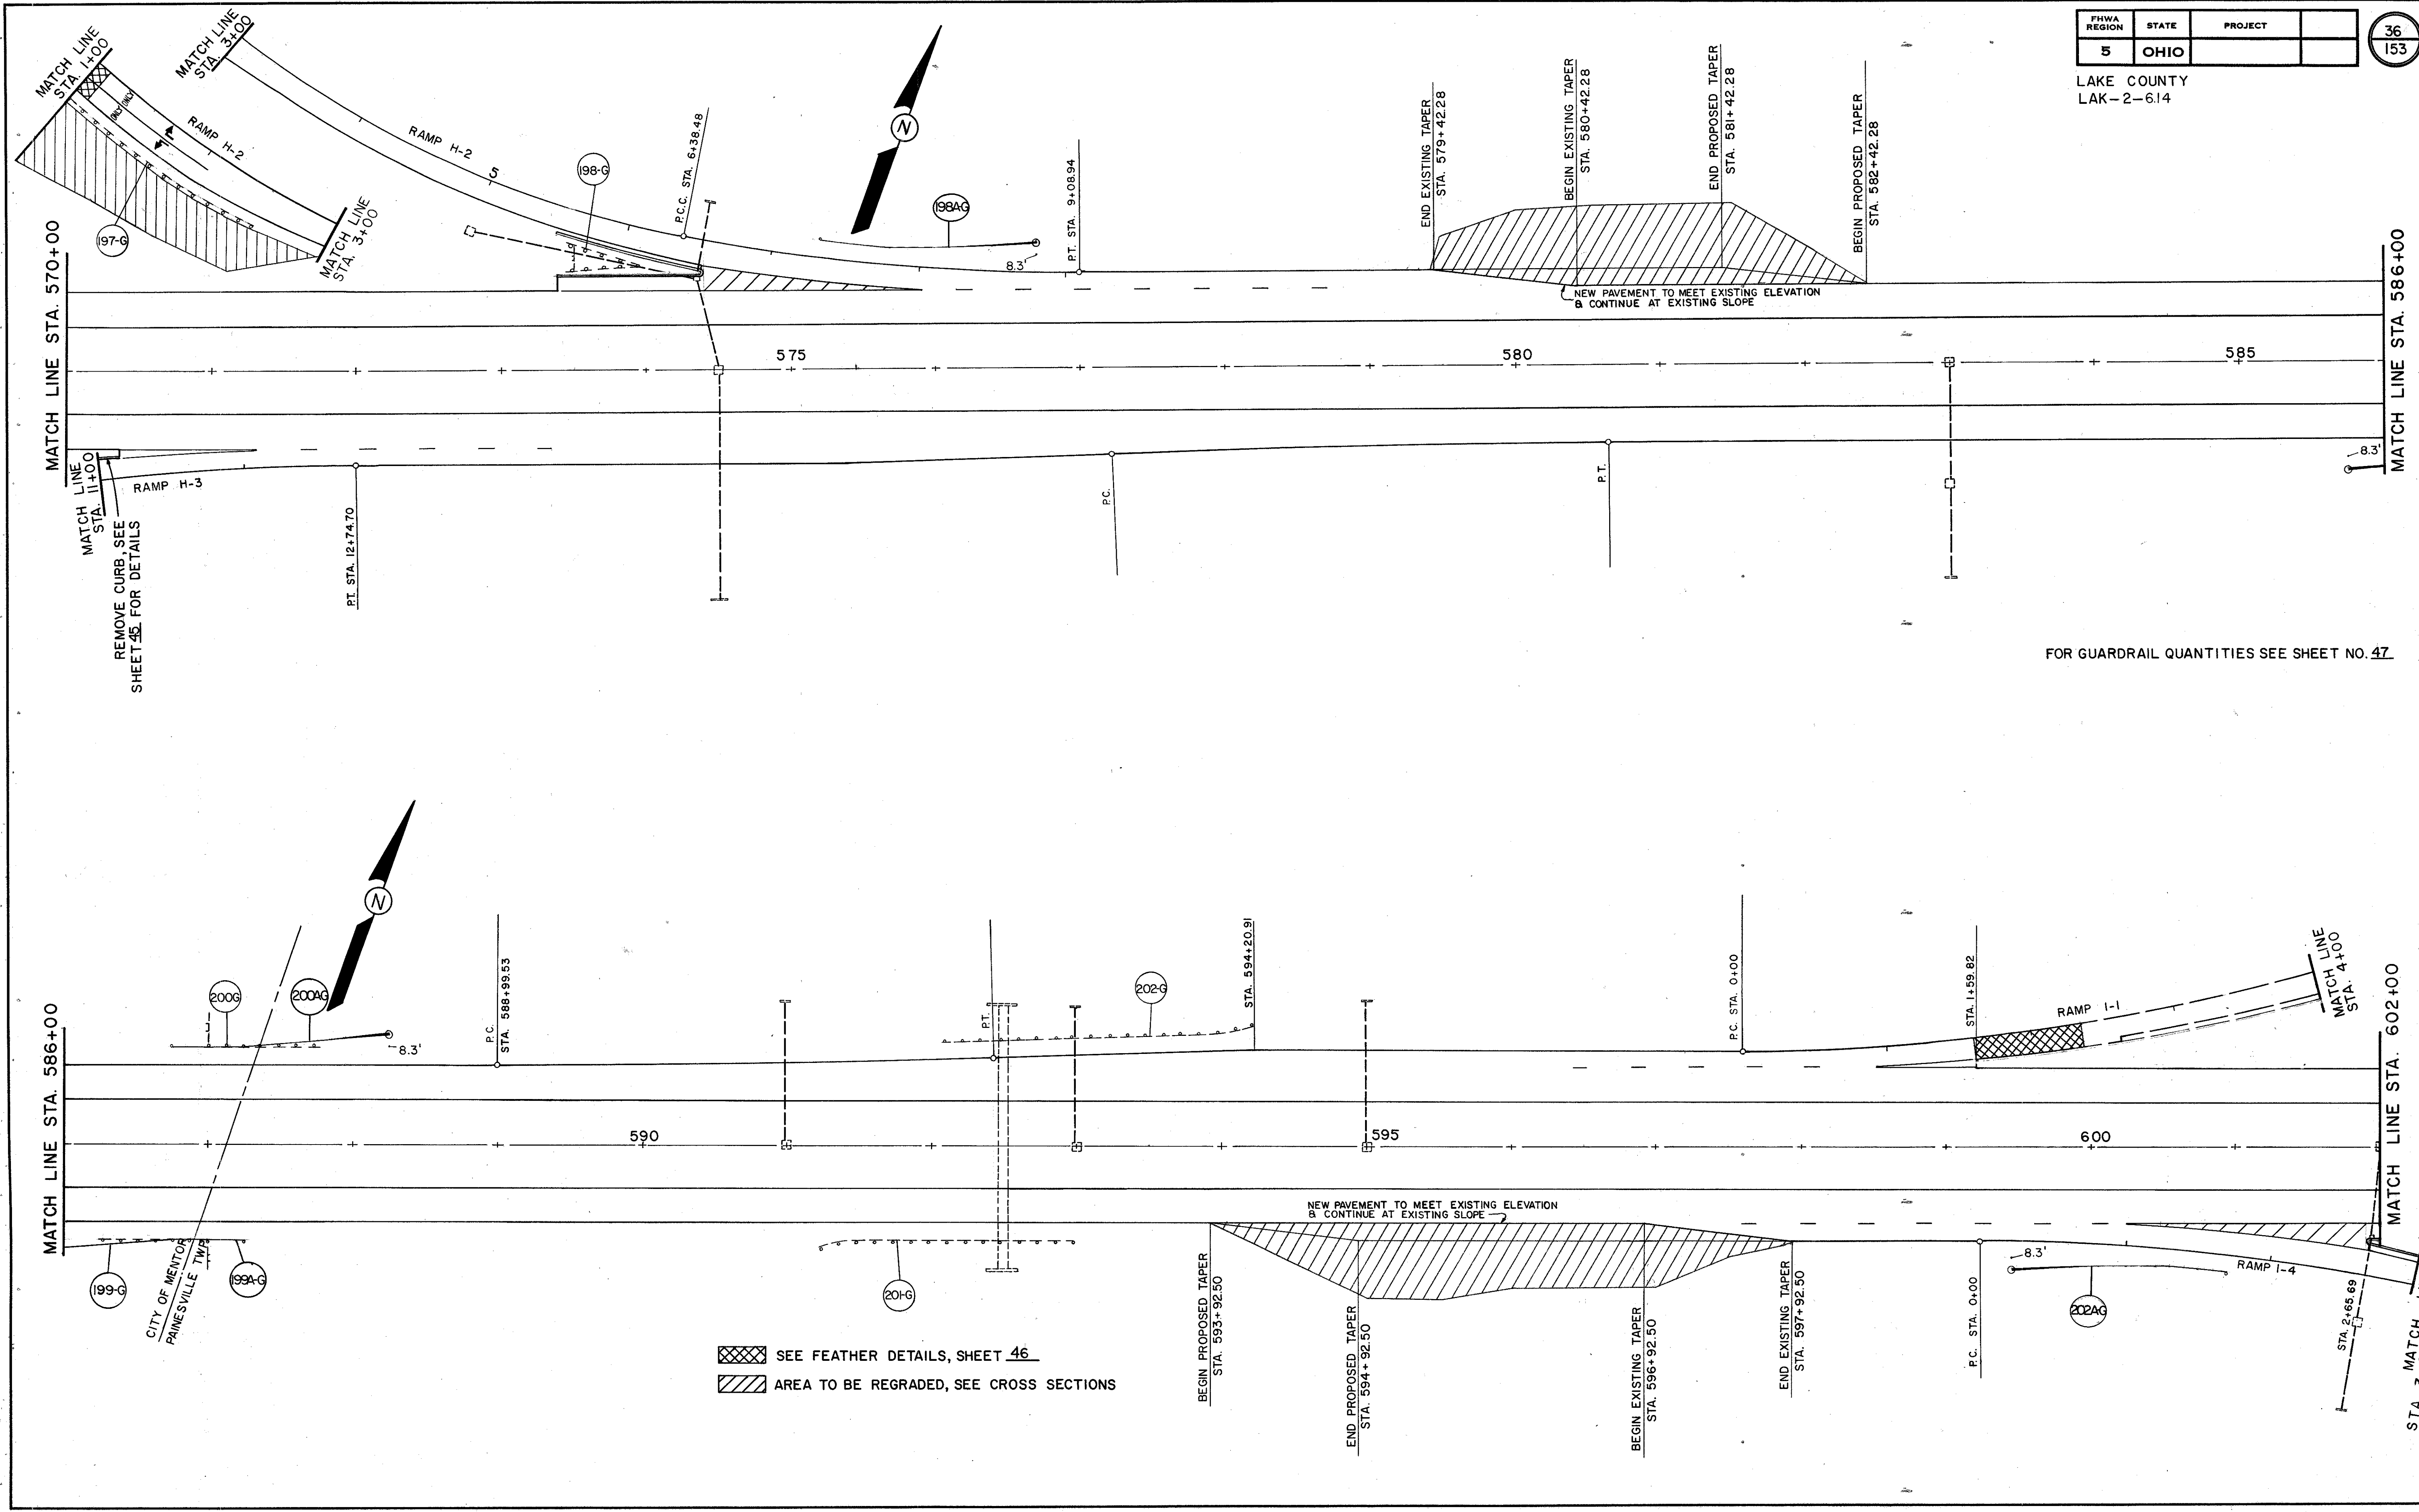 FHWA REGION
STATE
PROJECT
5
OHIO
36
153
LAKE COUNTY
LAK-2-6.14
MATCH LINE
STA. 1+00
MATCH LINE
STA. 3+00
ONLY
ONLY
RAMP H-2
RAMP H-2
5
197-G
MATCH LINE
STA. 3+00
198-G
P.C.C. STA. 6+38.48
N
198A-G
8.3'
P.T. STA. 9+08.94
END EXISTING TAPER
STA. 579+42.28
BEGIN EXISTING TAPER
STA. 580+42.28
END PROPOSED TAPER
STA. 581+42.28
BEGIN PROPOSED TAPER
STA. 582+42.28
NEW PAVEMENT TO MEET EXISTING ELEVATION
& CONTINUE AT EXISTING SLOPE
MATCH LINE STA. 570+00
575
580
585
MATCH LINE STA. 586+00
MATCH LINE
STA. 11+00
RAMP H-3
REMOVE CURB, SEE
SHEET 45 FOR DETAILS
P.T. STA. 12+74.70
P.C.
P.T.
8.3'
FOR GUARDRAIL QUANTITIES SEE SHEET NO. 47
N
200G
200AG
8.3'
P.C.
STA. 588+99.53
P.T.
202-G
STA. 594+20.91
P.C. STA. 0+00
STA. 1+59.82
RAMP I-1
MATCH LINE
STA. 4+00
MATCH LINE STA. 586+00
590
595
600
MATCH LINE STA. 602+00
199-G
CITY OF MENTOR
PAINESVILLE TWP.
199A-G
201-G
NEW PAVEMENT TO MEET EXISTING ELEVATION
& CONTINUE AT EXISTING SLOPE
BEGIN PROPOSED TAPER
STA. 593+92.50
END PROPOSED TAPER
STA. 594+92.50
BEGIN EXISTING TAPER
STA. 596+92.50
END EXISTING TAPER
STA. 597+92.50
P.C. STA. 0+00
8.3'
202AG
RAMP I-4
STA. 2+65.69
MATCH
STA. 3
SEE FEATHER DETAILS, SHEET 46
AREA TO BE REGRADED, SEE CROSS SECTIONS